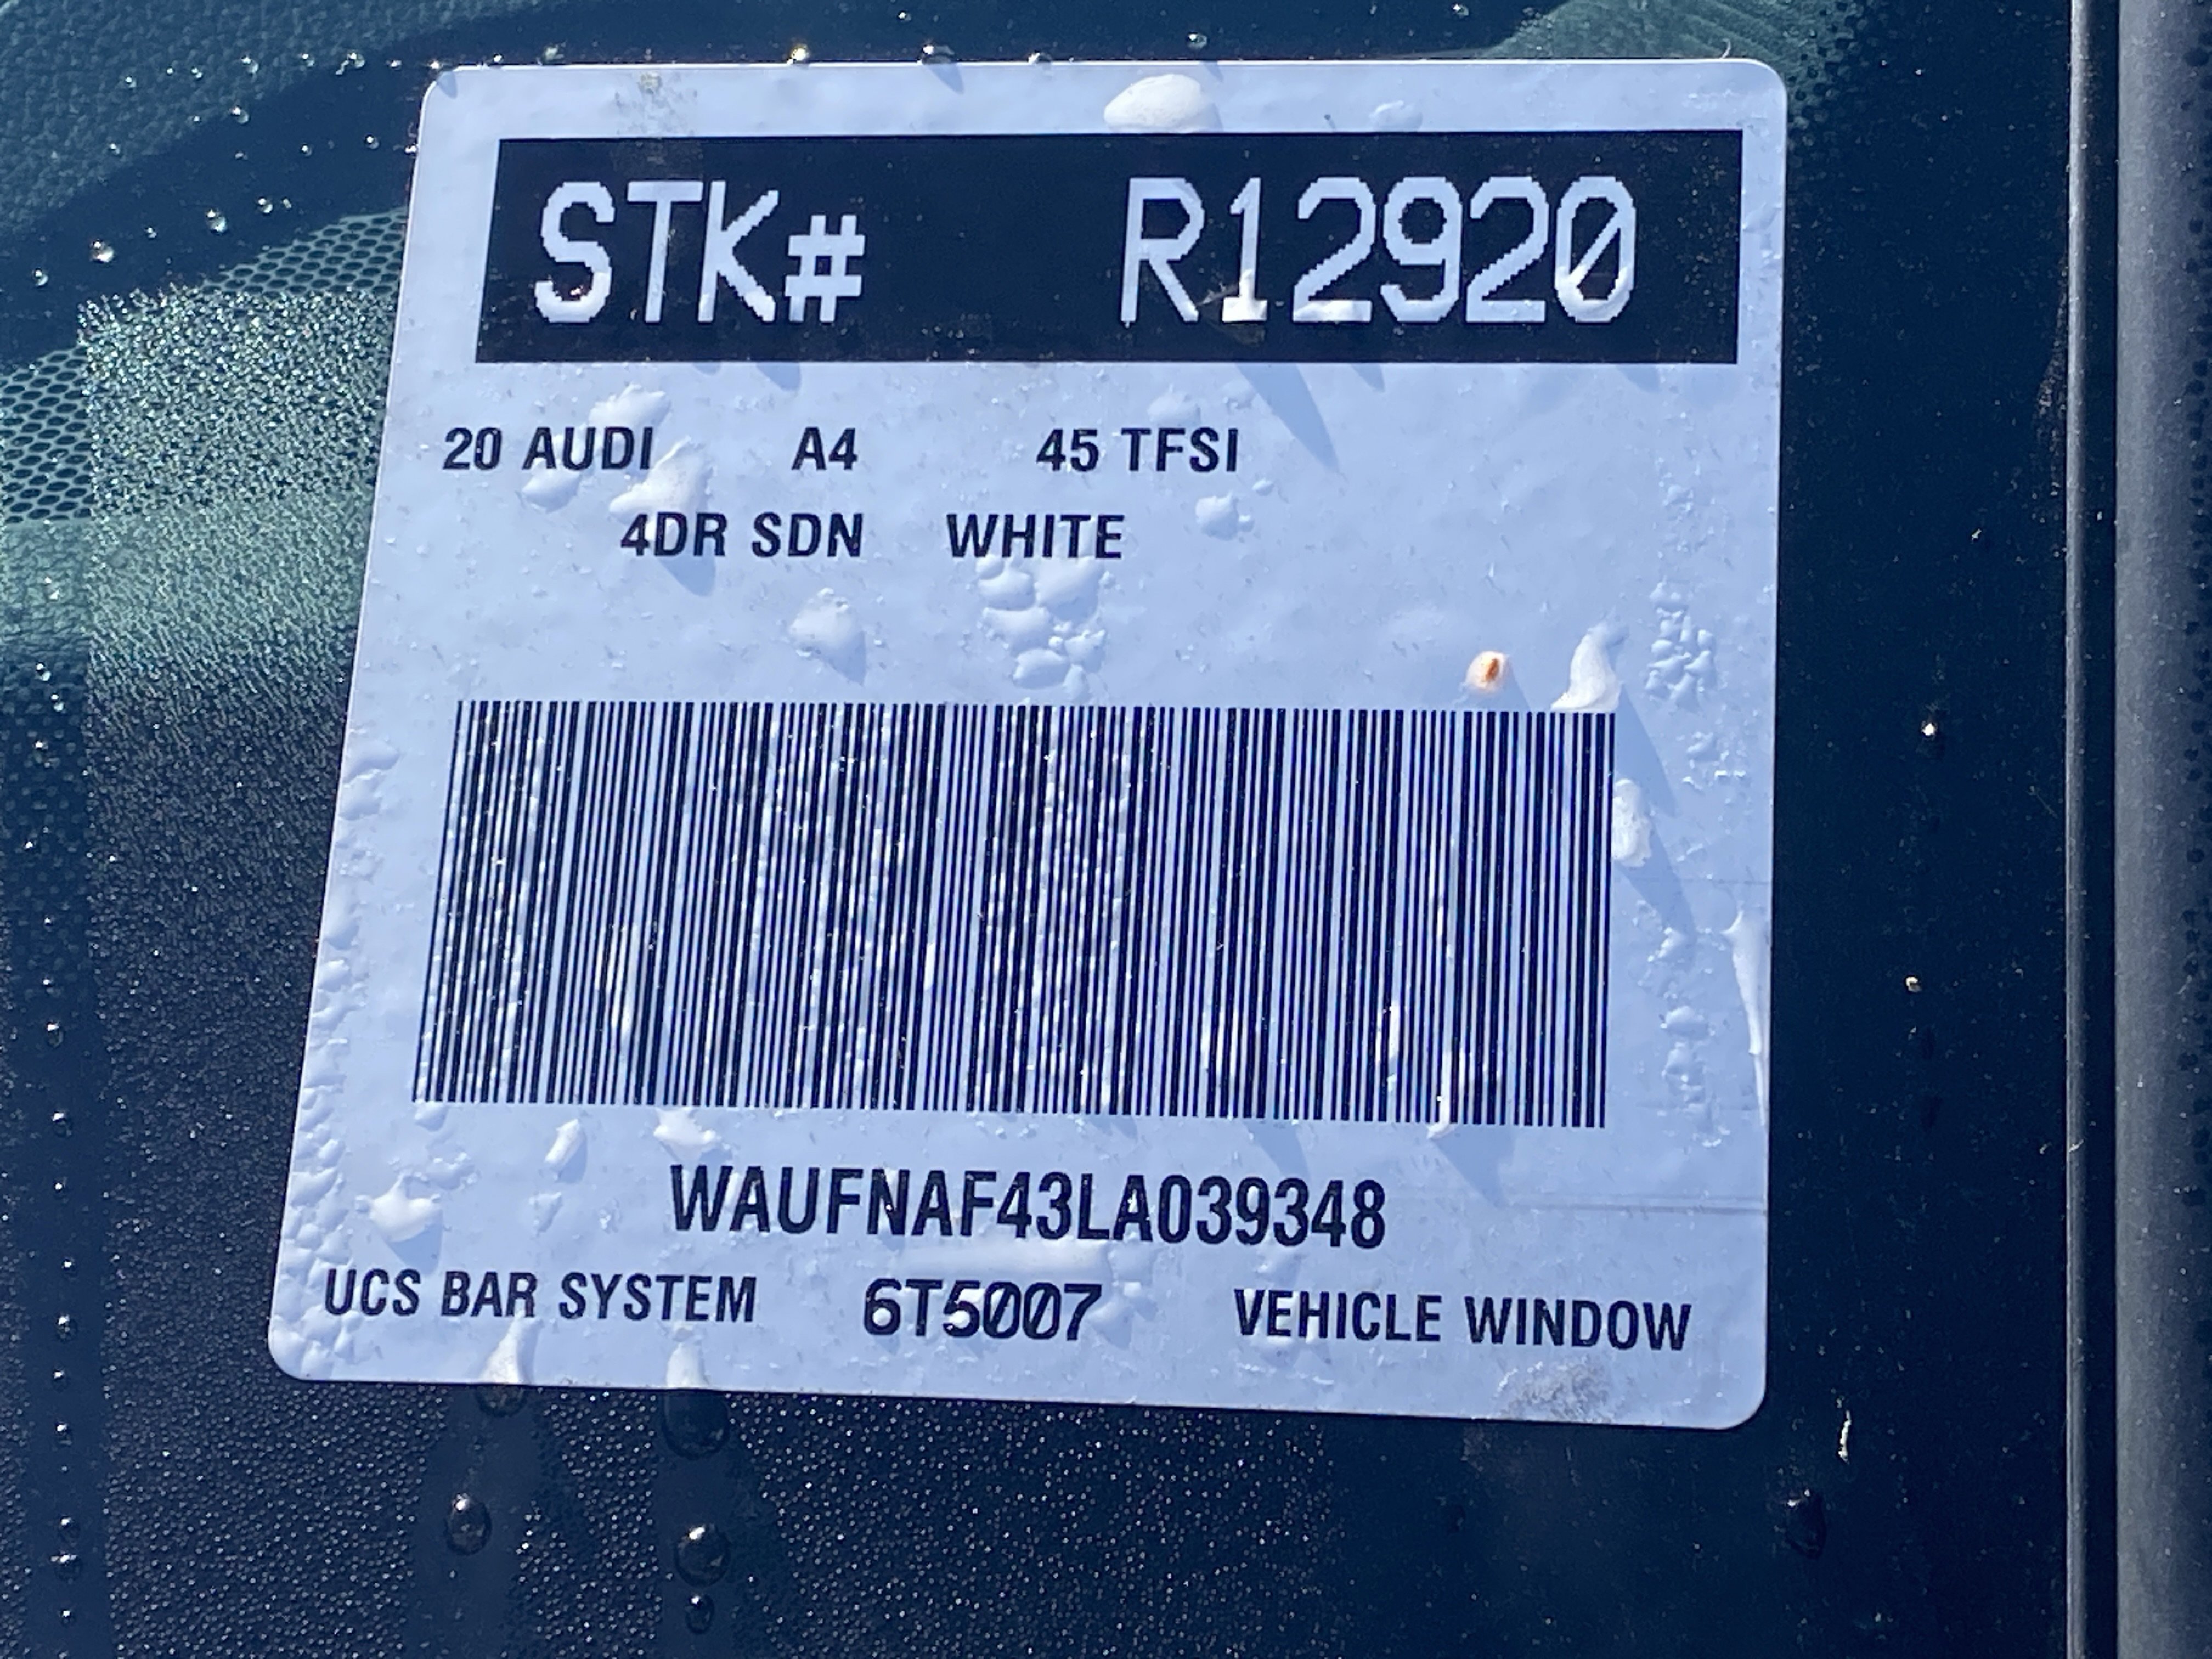 STK# R12920
20 AUDI A4 45 TFSI
4DR SDN WHITE
WAUFNAF43LA039348
UCS BAR SYSTEM 6T5007 VEHICLE WINDOW